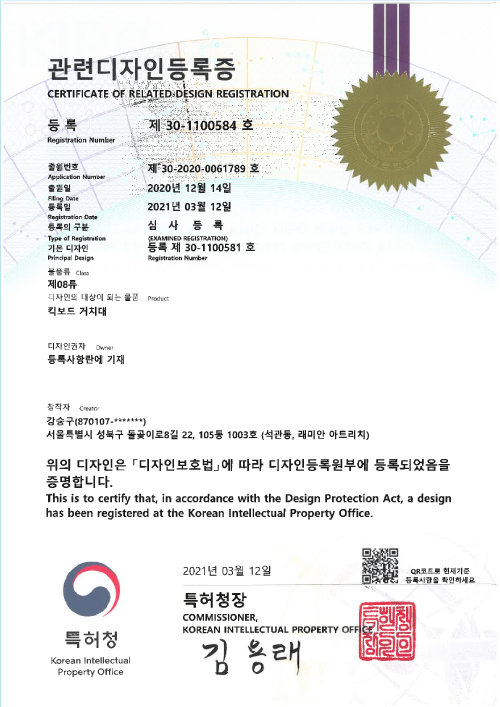 관련디자인등록증
CERTIFICATE OF RELATED-DESIGN REGISTRATION
등 록 제 30-1100584 호
Registration Number
출원번호 제 30-2020-0061789 호
Application Number
출원일 2020년 12월 14일
Filing Date
등록일 2021년 03월 12일
Registration Date
등록의 구분 심 사 등 록
Type of Registration (EXAMINED REGISTRATION)
기본 디자인 등록 제 30-1100581 호
Principal Design Registration Number
물품류 Class
제08류
디자인의 대상이 되는 물품 Product
킥보드 거치대
디자인권자 Owner
등록사항란에 기재
창작자 Creator
강승구(870107-*******)
서울특별시 성북구 돌곶이로8길 22, 105동 1003호 (석관동, 래미안 아트리치)
위의 디자인은 「디자인보호법」에 따라 디자인등록원부에 등록되었음을
증명합니다.
This is to certify that, in accordance with the Design Protection Act, a design
has been registered at the Korean Intellectual Property Office.
2021년 03월 12일
QR코드로 현재기준
등록사항을 확인하세요
특허청장
COMMISSIONER,
KOREAN INTELLECTUAL PROPERTY OFFICE
김용래
특허청
Korean Intellectual
Property Office